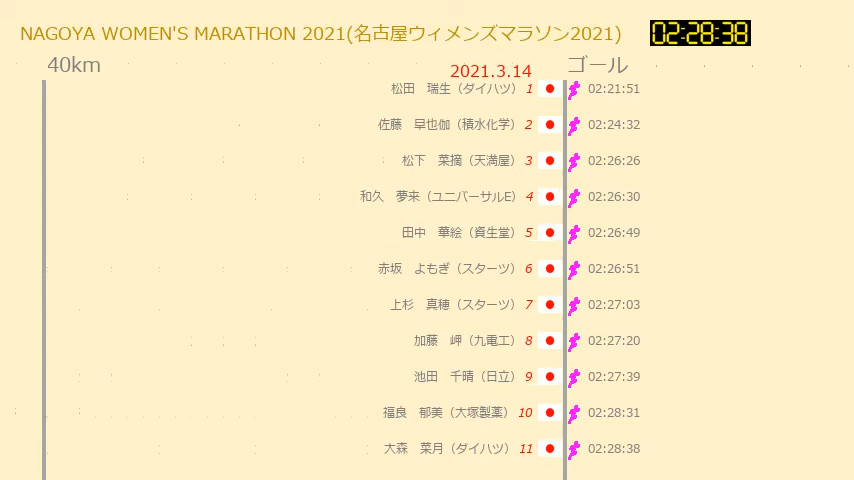 NAGOYA WOMEN'S MARATHON 2021(名古屋ウィメンズマラソン2021) 02:28:38
40km 2021.3.14 ゴール
松田　瑞生（ダイハツ） 1 02:21:51
佐藤　早也伽（積水化学） 2 02:24:32
松下　菜摘（天満屋） 3 02:26:26
和久　夢来（ユニバーサルE） 4 02:26:30
田中　華絵（資生堂） 5 02:26:49
赤坂　よもぎ（スターツ） 6 02:26:51
上杉　真穂（スターツ） 7 02:27:03
加藤　岬（九電工） 8 02:27:20
池田　千晴（日立） 9 02:27:39
福良　郁美（大塚製薬） 10 02:28:31
大森　菜月（ダイハツ） 11 02:28:38